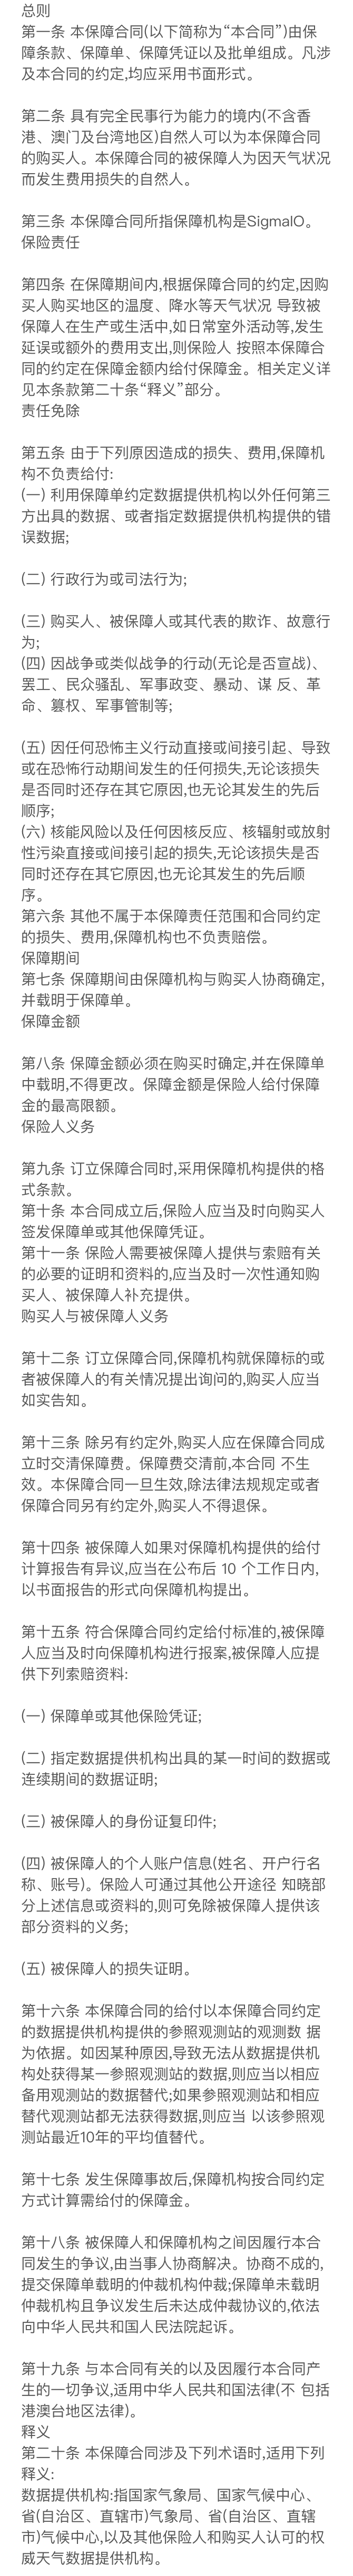 总则
第一条 本保障合同(以下简称为“本合同”)由保
障条款、保障单、保障凭证以及批单组成。凡涉
及本合同的约定,均应采用书面形式。
第二条 具有完全民事行为能力的境内(不含香
港、澳门及台湾地区)自然人可以为本保障合同
的购买人。本保障合同的被保障人为因天气状况
而发生费用损失的自然人。
第三条 本保障合同所指保障机构是SigmaIO。
保险责任
第四条 在保障期间内,根据保障合同的约定,因购
买人购买地区的温度、降水等天气状况 导致被
保障人在生产或生活中,如日常室外活动等,发生
延误或额外的费用支出,则保险人 按照本保障合
同的约定在保障金额内给付保障金。相关定义详
见本条款第二十条“释义”部分。
责任免除
第五条 由于下列原因造成的损失、费用,保障机
构不负责给付:
(一) 利用保障单约定数据提供机构以外任何第三
方出具的数据、或者指定数据提供机构提供的错
误数据;
(二) 行政行为或司法行为;
(三) 购买人、被保障人或其代表的欺诈、故意行
为;
(四) 因战争或类似战争的行动(无论是否宣战)、
罢工、民众骚乱、军事政变、暴动、谋 反、革
命、篡权、军事管制等;
(五) 因任何恐怖主义行动直接或间接引起、导致
或在恐怖行动期间发生的任何损失,无论该损失
是否同时还存在其它原因,也无论其发生的先后
顺序;
(六) 核能风险以及任何因核反应、核辐射或放射
性污染直接或间接引起的损失,无论该损失是否
同时还存在其它原因,也无论其发生的先后顺
序。
第六条 其他不属于本保障责任范围和合同约定
的损失、费用,保障机构也不负责赔偿。
保障期间
第七条 保障期间由保障机构与购买人协商确定,
并载明于保障单。
保障金额
第八条 保障金额必须在购买时确定,并在保障单
中载明,不得更改。保障金额是保险人给付保障
金的最高限额。
保险人义务
第九条 订立保障合同时,采用保障机构提供的格
式条款。
第十条 本合同成立后,保险人应当及时向购买人
签发保障单或其他保障凭证。
第十一条 保险人需要被保障人提供与索赔有关
的必要的证明和资料的,应当及时一次性通知购
买人、被保障人补充提供。
购买人与被保障人义务
第十二条 订立保障合同,保障机构就保障标的或
者被保障人的有关情况提出询问的,购买人应当
如实告知。
第十三条 除另有约定外,购买人应在保障合同成
立时交清保障费。保障费交清前,本合同 不生
效。本保障合同一旦生效,除法律法规规定或者
保障合同另有约定外,购买人不得退保。
第十四条 被保障人如果对保障机构提供的给付
计算报告有异议,应当在公布后 10 个工作日内,
以书面报告的形式向保障机构提出。
第十五条 符合保障合同约定给付标准的,被保障
人应当及时向保障机构进行报案,被保障人应提
供下列索赔资料:
(一) 保障单或其他保险凭证;
(二) 指定数据提供机构出具的某一时间的数据或
连续期间的数据证明;
(三) 被保障人的身份证复印件;
(四) 被保障人的个人账户信息(姓名、开户行名
称、账号)。保险人可通过其他公开途径 知晓部
分上述信息或资料的,则可免除被保障人提供该
部分资料的义务;
(五) 被保障人的损失证明。
第十六条 本保障合同的给付以本保障合同约定
的数据提供机构提供的参照观测站的观测数 据
为依据。如因某种原因,导致无法从数据提供机
构处获得某一参照观测站的数据,则应当以相应
备用观测站的数据替代;如果参照观测站和相应
替代观测站都无法获得数据,则应当 以该参照观
测站最近10年的平均值替代。
第十七条 发生保障事故后,保障机构按合同约定
方式计算需给付的保障金。
第十八条 被保障人和保障机构之间因履行本合
同发生的争议,由当事人协商解决。协商不成的,
提交保障单载明的仲裁机构仲裁;保障单未载明
仲裁机构且争议发生后未达成仲裁协议的,依法
向中华人民共和国人民法院起诉。
第十九条 与本合同有关的以及因履行本合同产
生的一切争议,适用中华人民共和国法律(不 包括
港澳台地区法律)。
释义
第二十条 本保障合同涉及下列术语时,适用下列
释义:
数据提供机构:指国家气象局、国家气候中心、
省(自治区、直辖市)气象局、省(自治区、直辖
市)气候中心,以及其他保险人和购买人认可的权
威天气数据提供机构。